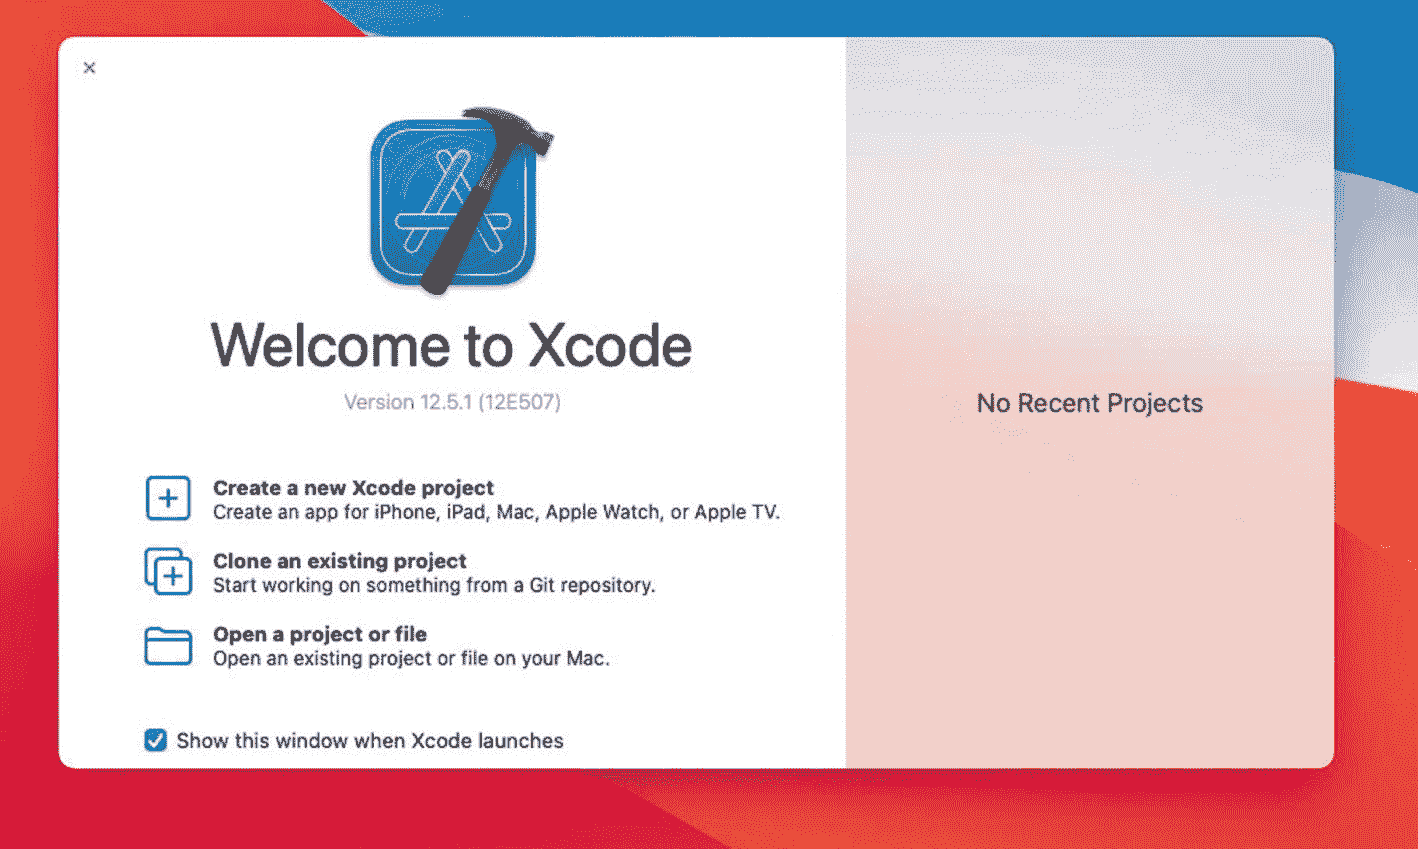 Welcome to Xcode
Version 12.5.1 (12E507)
Create a new Xcode project
Create an app for iPhone, iPad, Mac, Apple Watch, or Apple TV.
Clone an existing project
Start working on something from a Git repository.
Open a project or file
Open an existing project or file on your Mac.
Show this window when Xcode launches
No Recent Projects